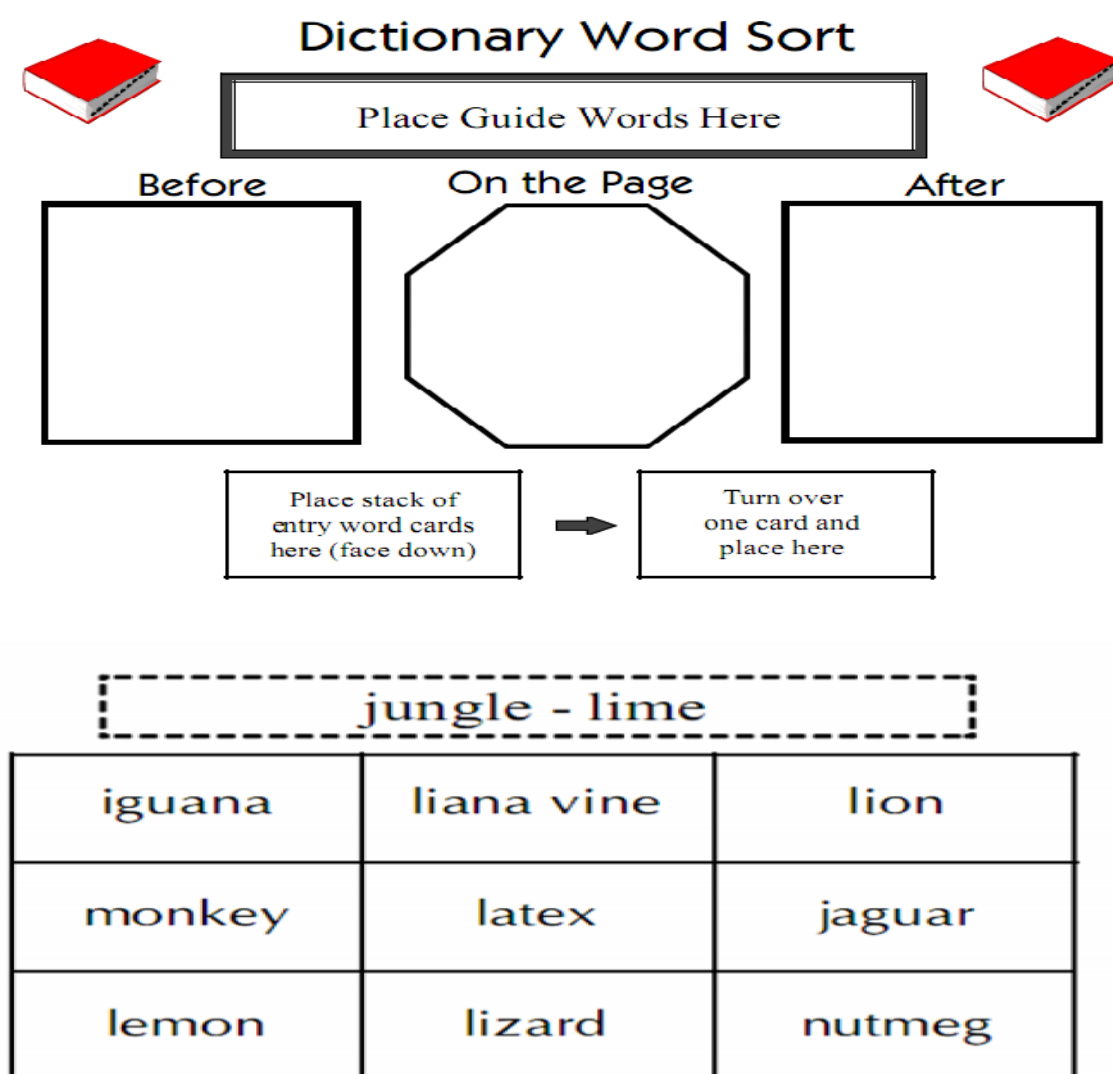 Dictionary Word Sort
Place Guide Words Here
Before
On the Page
After
Place stack of
entry word cards
here (face down)
Turn over
one card and
place here
jungle - lime
iguana
liana vine
lion
monkey
latex
jaguar
lemon
lizard
nutmeg